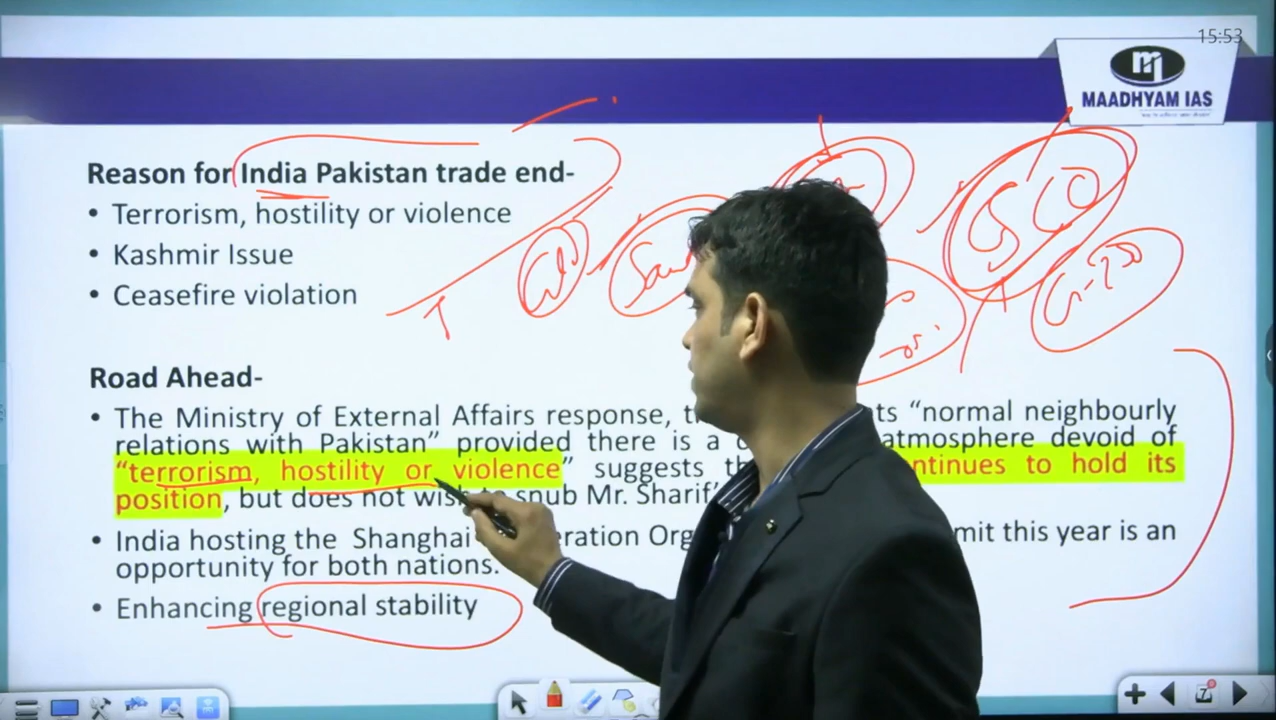 15:53
MAADHYAM IAS
Reason for India Pakistan trade end-
• Terrorism, hostility or violence
• Kashmir Issue
• Ceasefire violation
Road Ahead-
• The Ministry of External Affairs response, ts “normal neighbourly
relations with Pakistan” provided there is a atmosphere devoid of
“terrorism, hostility or violence” suggests ntinues to hold its
position, but does not wish snub Mr. Sharif’
• India hosting the Shanghai eration Org mit this year is an
opportunity for both nations.
• Enhancing regional stability
SCO